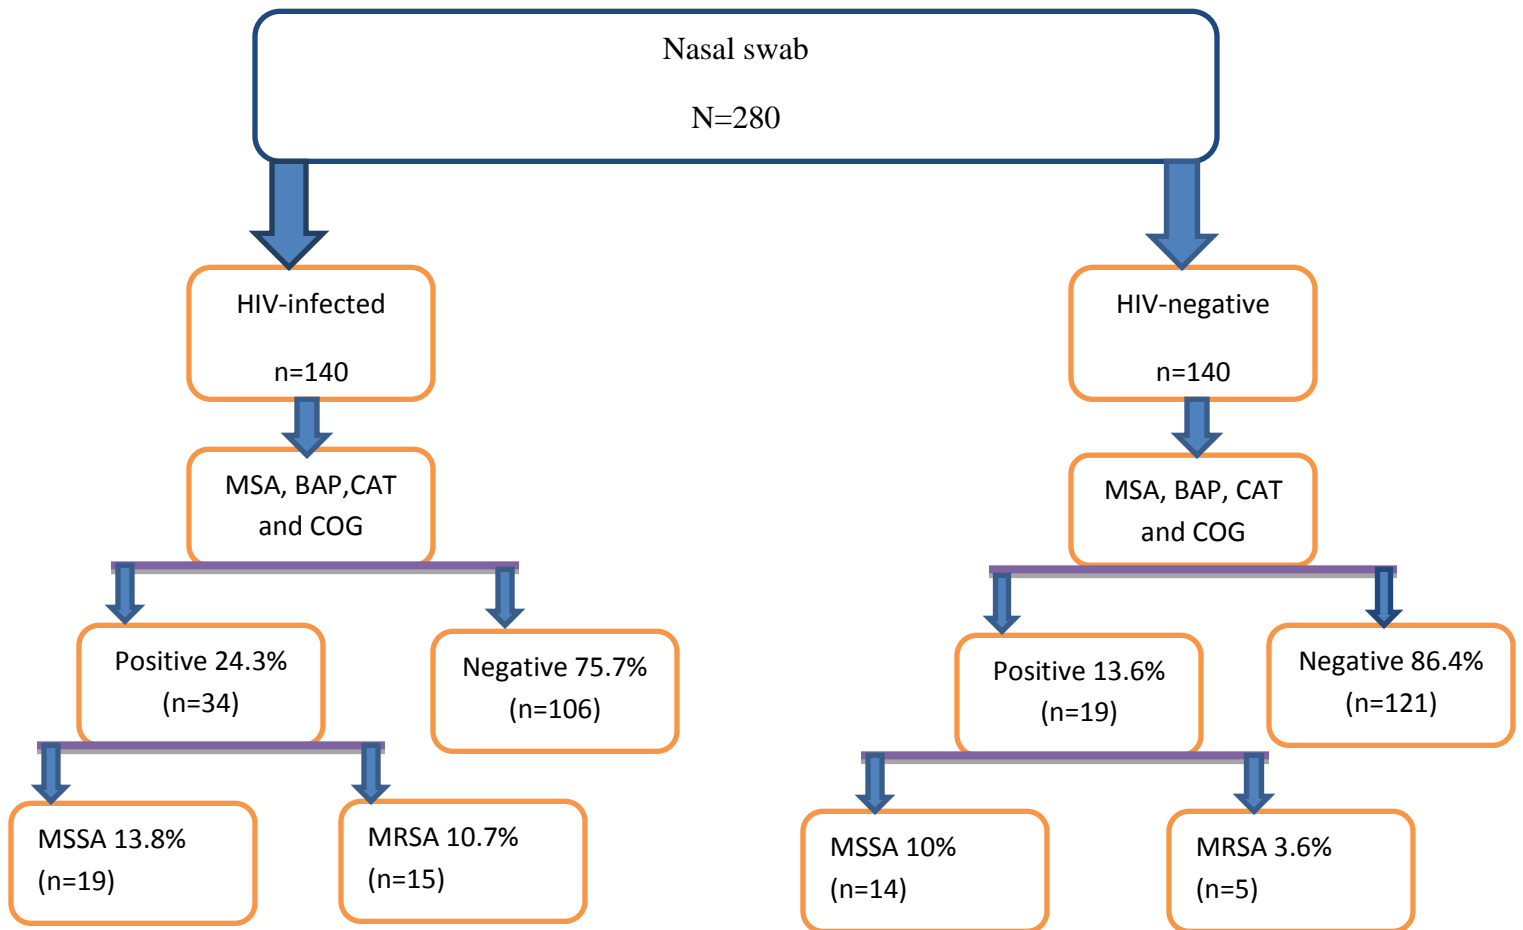 Nasal swab
N=280
HIV-infected
n=140
HIV-negative
n=140
MSA, BAP,CAT
and COG
MSA, BAP, CAT
and COG
Positive 24.3%
(n=34)
Negative 75.7%
(n=106)
Positive 13.6%
(n=19)
Negative 86.4%
(n=121)
MSSA 13.8%
(n=19)
MRSA 10.7%
(n=15)
MSSA 10%
(n=14)
MRSA 3.6%
(n=5)